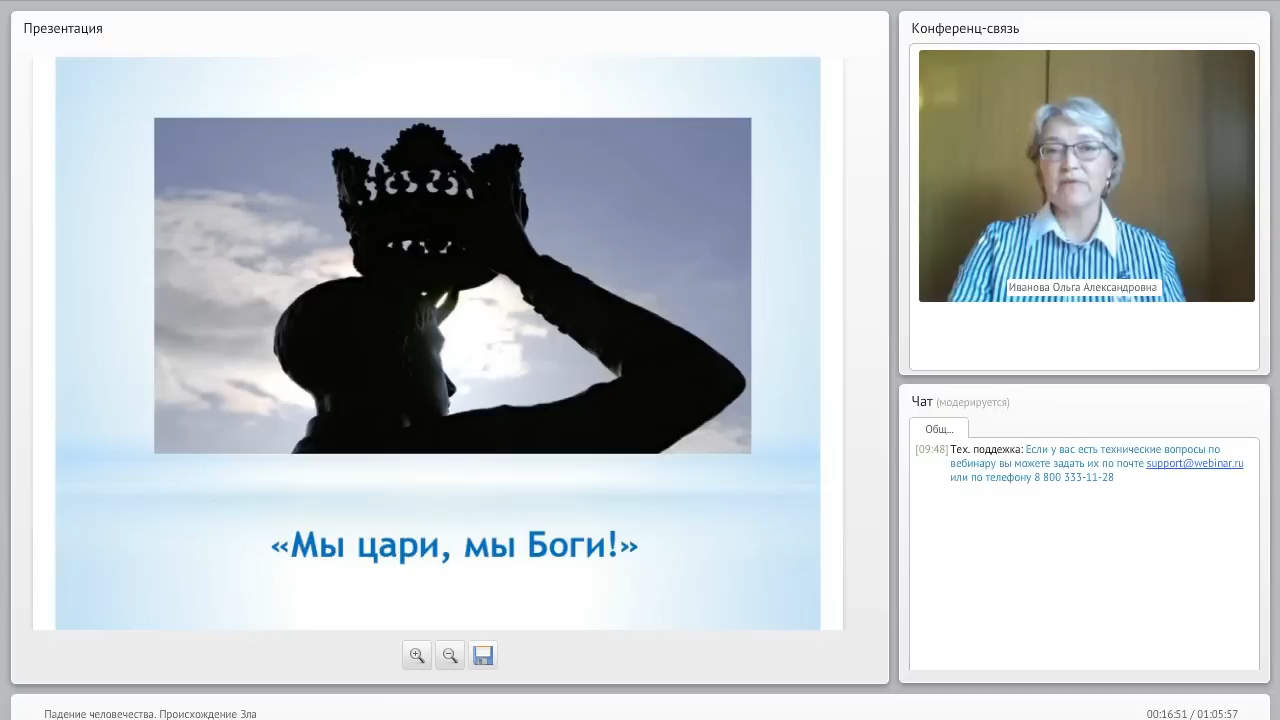 Презентация
«Мы цари, мы Боги!»
Конференц-связь
Иванова Ольга Александровна
Чат (модерируется)
Общ...
[09:48] Тех. поддежка: Если у вас есть технические вопросы по
вебинару вы можете задать их по почте support@webinar.ru
или по телефону 8 800 333-11-28
Падение человечества. Происхождение Зла
00:16:51 / 01:05:57